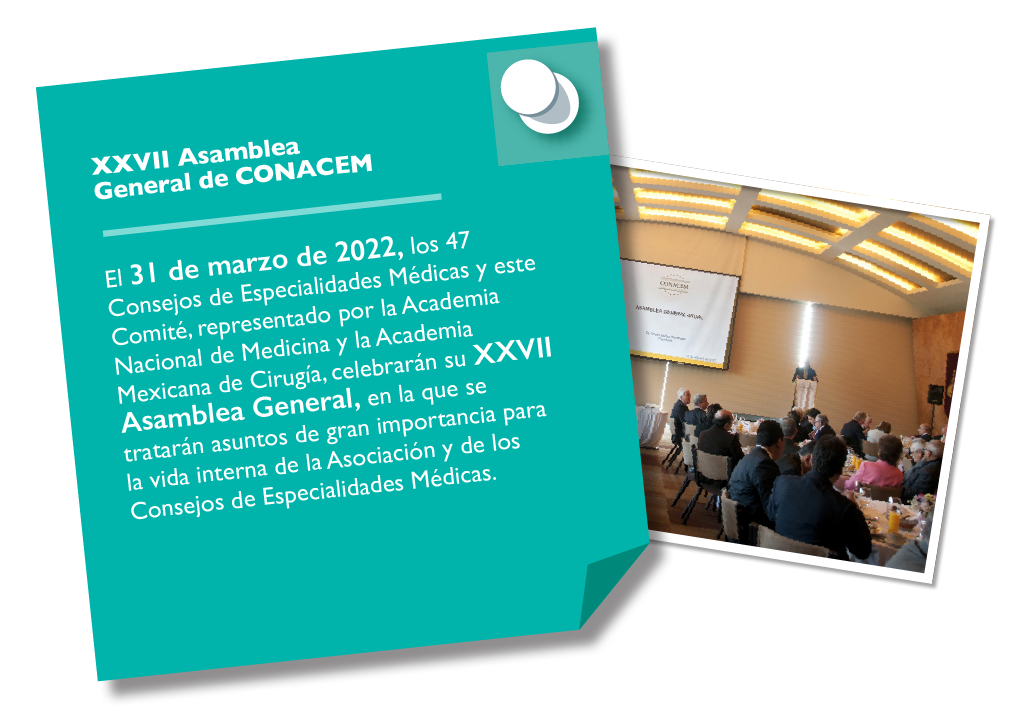 XXVII Asamblea
General de CONACEM
El 31 de marzo de 2022, los 47
Consejos de Especialidades Médicas y este
Comité, representado por la Academia
Nacional de Medicina y la Academia
Mexicana de Cirugía, celebrarán su XXVII
Asamblea General, en la que se
tratarán asuntos de gran importancia para
la vida interna de la Asociación y de los
Consejos de Especialidades Médicas.
CONACEM
ASAMBLEA GENERAL ANUAL